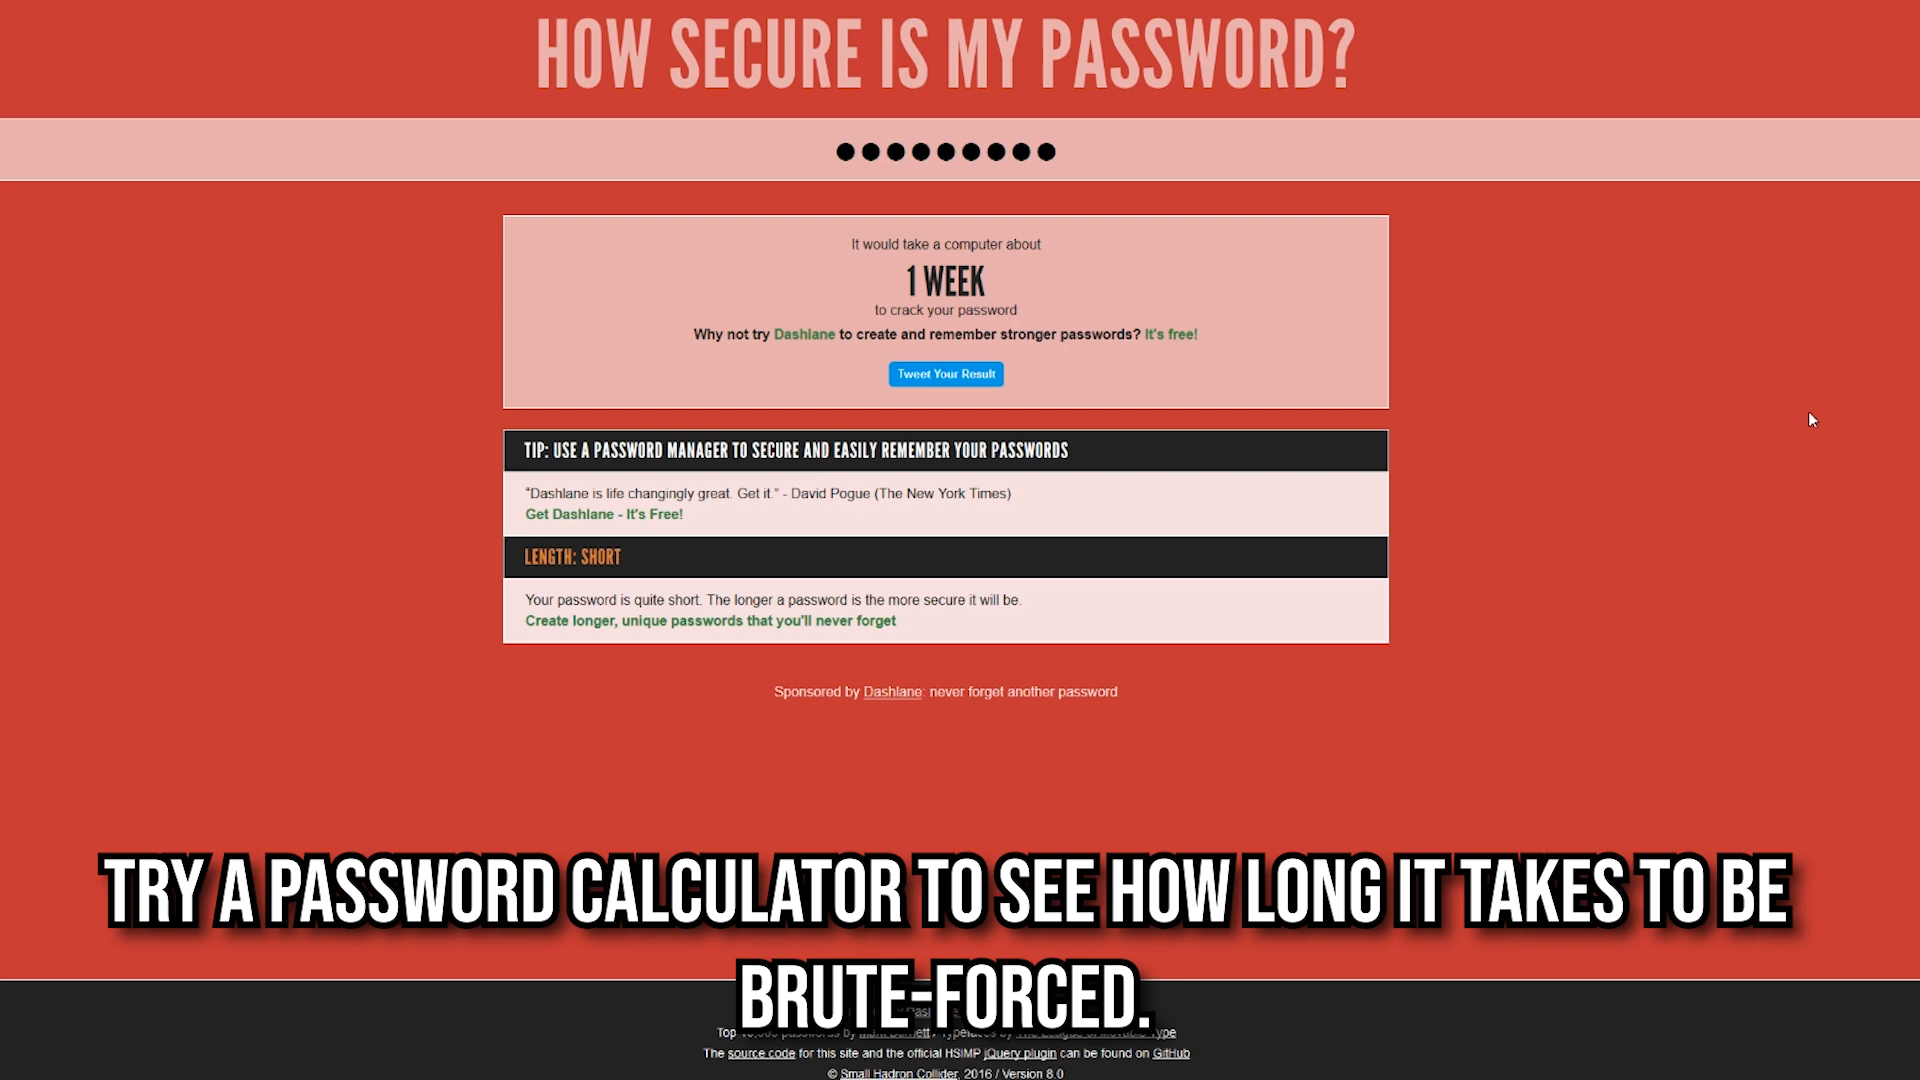 HOW SECURE IS MY PASSWORD?
It would take a computer about
1 WEEK
to crack your password
Why not try Dashlane to create and remember stronger passwords? It's free!
Tweet Your Result
TIP: USE A PASSWORD MANAGER TO SECURE AND EASILY REMEMBER YOUR PASSWORDS
"Dashlane is life changingly great. Get it." - David Pogue (The New York Times)
Get Dashlane - It's Free!
LENGTH: SHORT
Your password is quite short. The longer a password is the more secure it will be.
Create longer, unique passwords that you'll never forget
Sponsored by Dashlane: never forget another password
TRY A PASSWORD CALCULATOR TO SEE HOW LONG IT TAKES TO BE
BRUTE-FORCED.
Top passwords by
The source code for this site and the official HSIMP jQuery plugin can be found on GitHub
© Small Hadron Collider, 2016 / Version 8.0